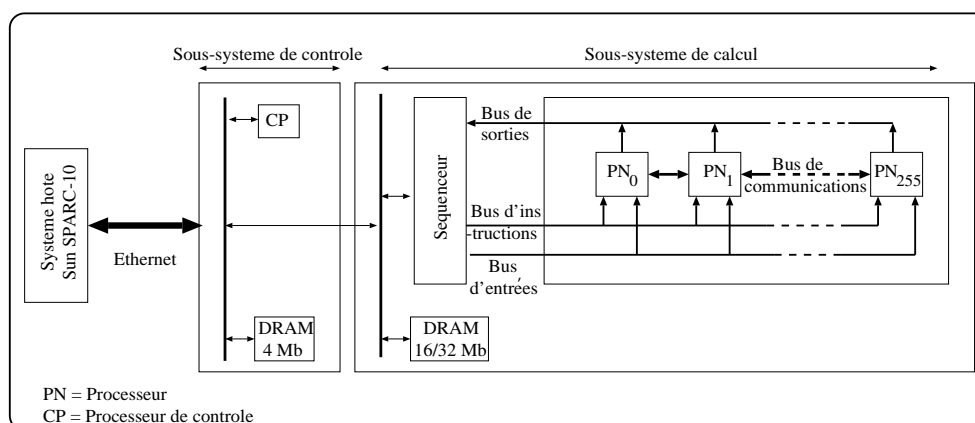 Sous-systeme de controle
Sous-systeme de calcul
Systeme hote
Sun SPARC-10
Ethernet
CP
DRAM
4 Mb
Sequenceur
DRAM
16/32 Mb
Bus de
sorties
PN0
PN1
Bus de
communications
PN255
Bus d'ins
-tructions
Bus
d'entrées
PN = Processeur
CP = Processeur de controle